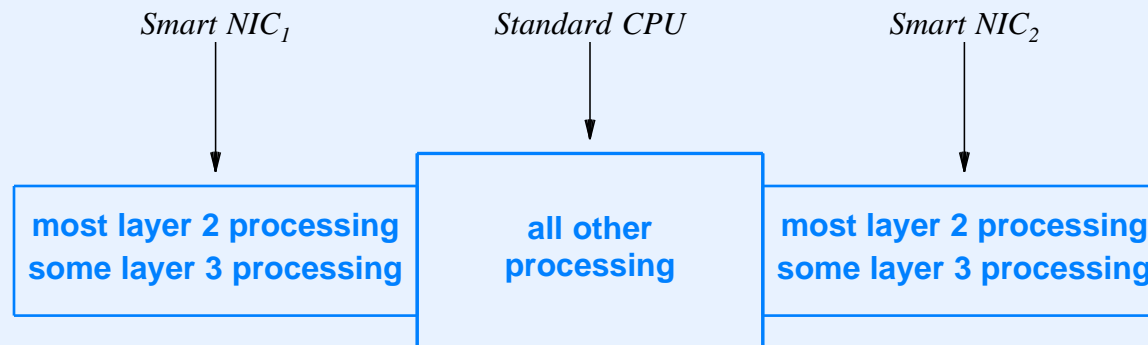 Smart NIC1
Standard CPU
Smart NIC2
most layer 2 processing
some layer 3 processing
all other
processing
most layer 2 processing
some layer 3 processing